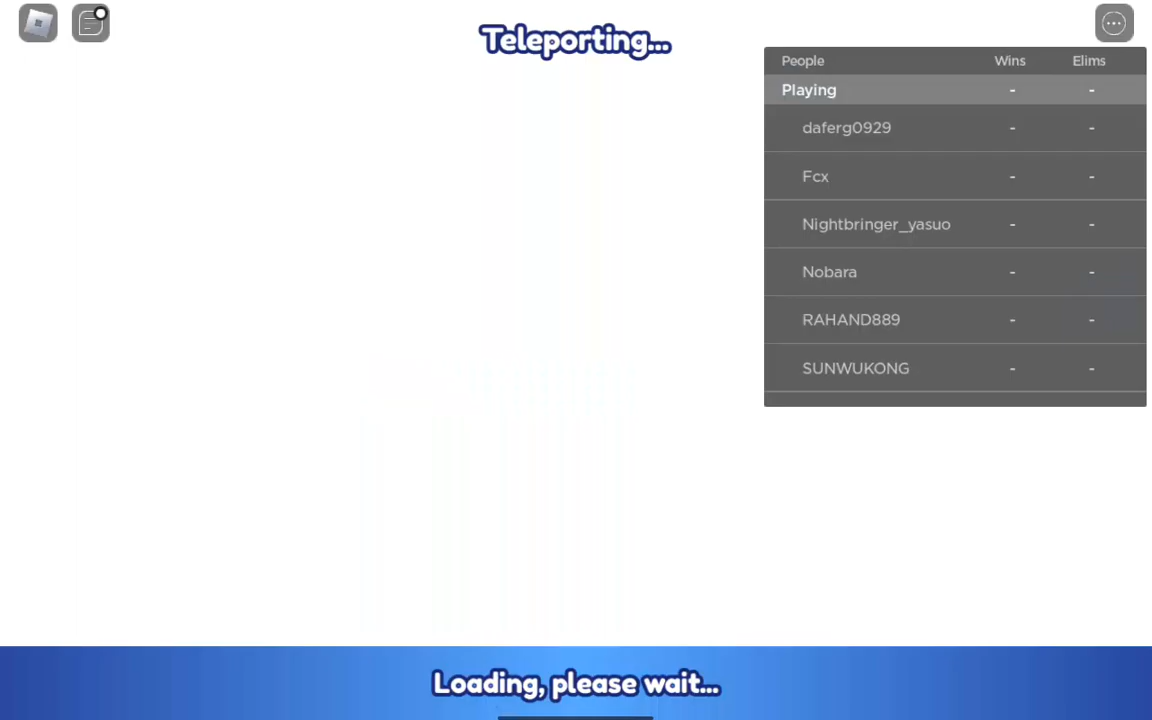 Teleporting...
People Wins Elims
Playing - -
daferg0929 - -
Fcx - -
Nightbringer_yasuo - -
Nobara - -
RAHAND889 - -
SUNWUKONG - -
Loading, please wait...